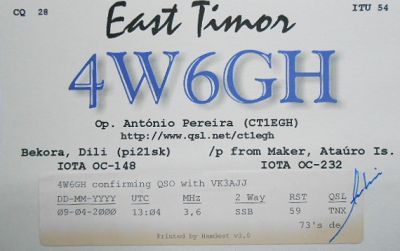 CQ 28 ITU 54
East Timor
4W6GH
Op. António Pereira (CT1EGH)
http://www.qsl.net/ct1egh
Bekora, Dili (pi21sk) /p from Maker, Ataúro Is.
IOTA OC-148 IOTA OC-232
4W6GH confirming QSO with VK3AJJ
DD-MM-YYYY UTC MHz 2 Way RST QSL
09-04-2000 13:04 3,6 SSB 59 TNX
73's de
Printed by HamGest v2.0